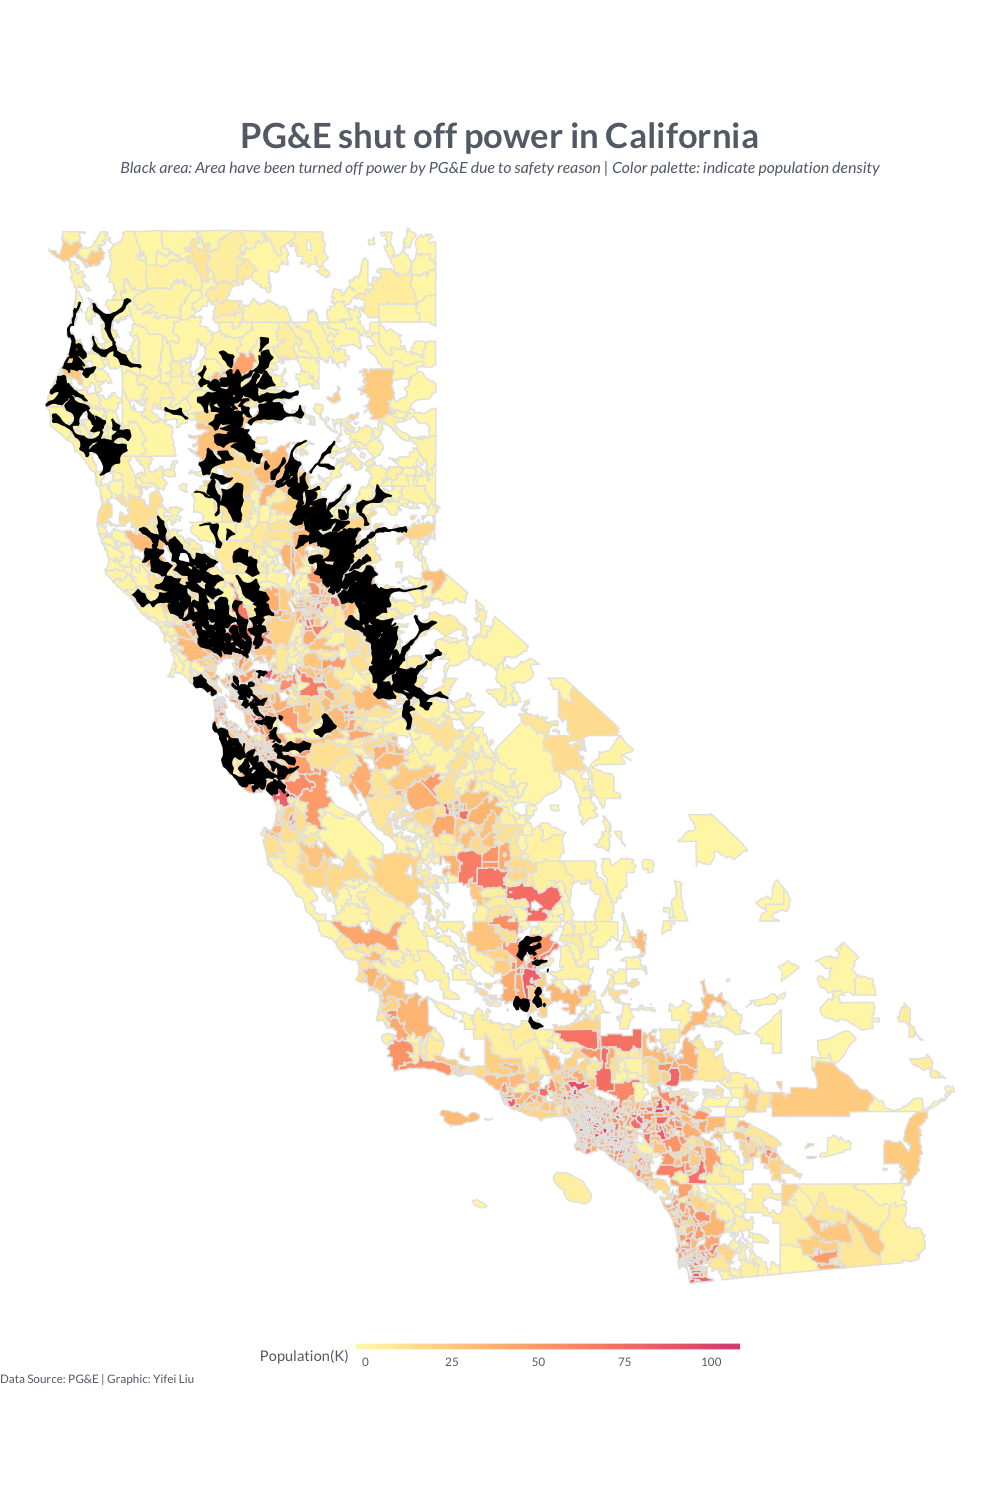 PG&E shut off power in California
Black area: Area have been turned off power by PG&E due to safety reason | Color palette: indicate population density
Population(K)
0 25 50 75 100
Data Source: PG&E | Graphic: Yifei Liu